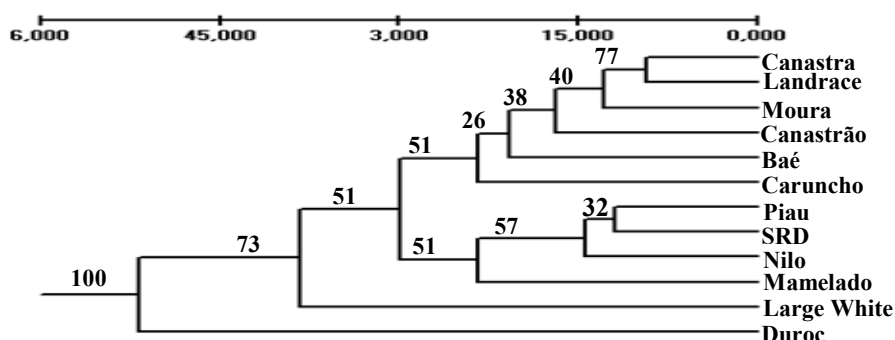 6,000 45,000 3,000 15,000 0,000
77 Canastra
Landrace
40
38 Moura
26 Canastrão
51 Baé
Caruncho
51 Piau
32
SRD
57
73 51 Nilo
100 Mamelado
Large White
Duroc